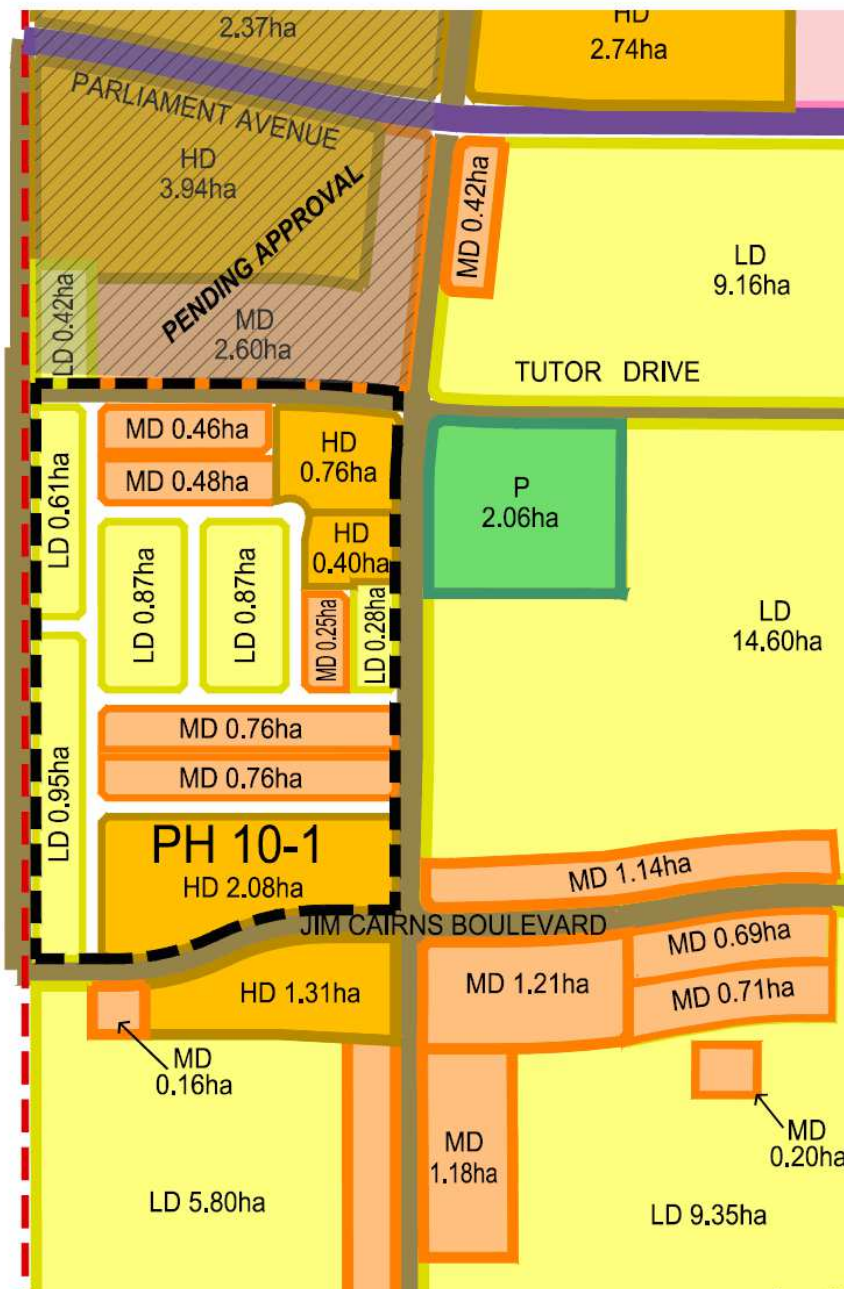 2.37ha
HD
2.74ha
PARLIAMENT AVENUE
HD
3.94ha
PENDING APPROVAL
MD 0.42ha
LD
9.16ha
LD 0.42ha
MD
2.60ha
TUTOR DRIVE
LD 0.61ha
MD 0.46ha
MD 0.48ha
HD
0.76ha
P
2.06ha
HD
0.40ha
LD 0.87ha
LD 0.87ha
MD 0.25ha
LD 0.28ha
LD
14.60ha
MD 0.76ha
MD 0.76ha
LD 0.95ha
PH 10-1
HD 2.08ha
MD 1.14ha
JIM CAIRNS BOULEVARD
MD 0.69ha
HD 1.31ha
MD 1.21ha
MD 0.71ha
MD
0.16ha
MD
1.18ha
MD
0.20ha
LD 5.80ha
LD 9.35ha